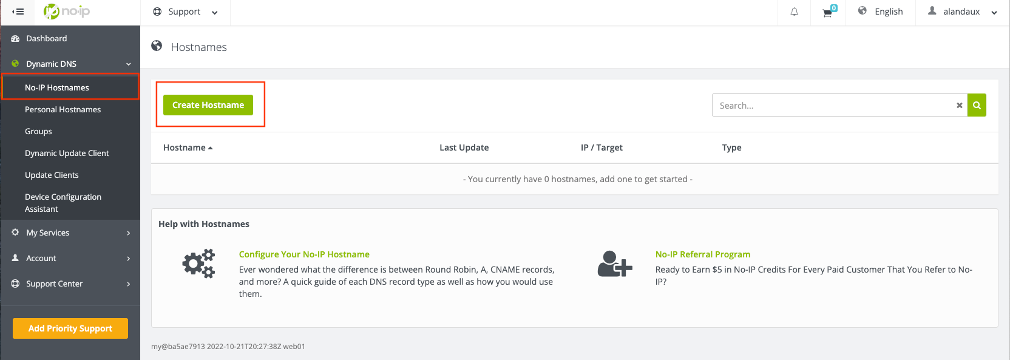 no-ip
Support
0
English
alandaux
Dashboard
Dynamic DNS
No-IP Hostnames
Personal Hostnames
Groups
Dynamic Update Client
Update Clients
Device Configuration
Assistant
My Services
Account
Support Center
Add Priority Support
Hostnames
Create Hostname
Search...
Hostname
Last Update
IP / Target
Type
- You currently have 0 hostnames, add one to get started -
Help with Hostnames
Configure Your No-IP Hostname
Ever wondered what the difference is between Round Robin, A, CNAME records,
and more? A quick guide of each DNS record type as well as how you would use
them.
No-IP Referral Program
Ready to Earn $5 in No-IP Credits For Every Paid Customer That You Refer to No-
IP?
my@ba5ae7913 2022-10-21T20:27:38Z web01